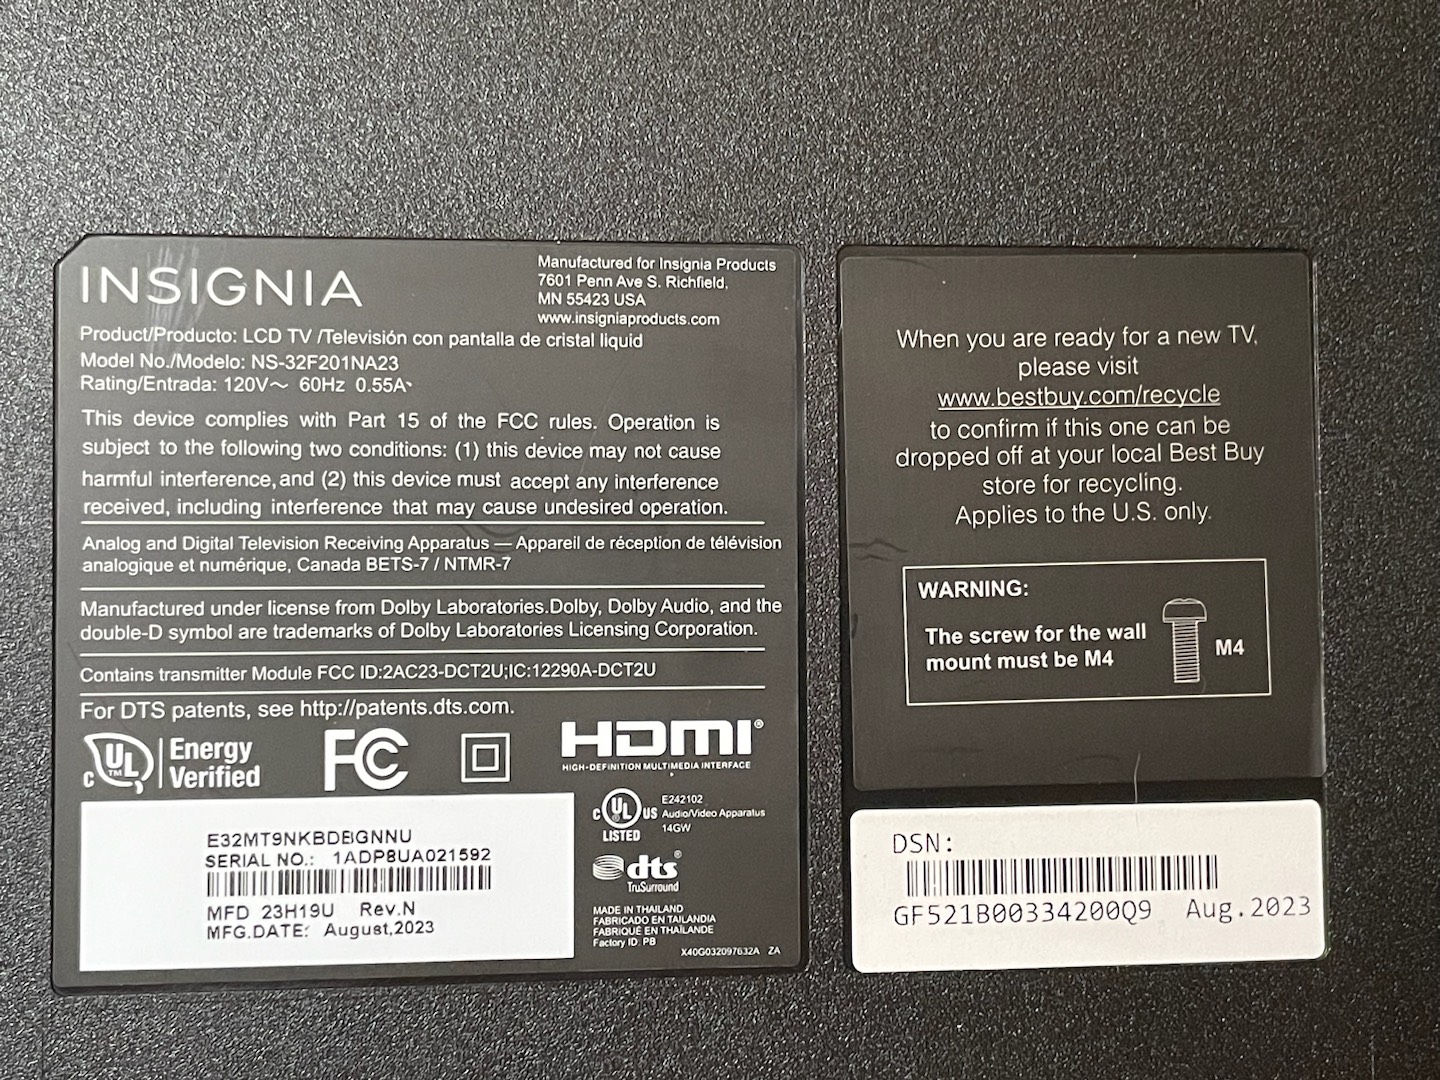 INSIGNIA
Manufactured for Insignia Products
7601 Penn Ave S. Richfield,
MN 55423 USA
www.insigniaproducts.com
Product/Producto: LCD TV /Televisión con pantalla de cristal liquid
Model No./Modelo: NS-32F201NA23
Rating/Entrada: 120V～ 60Hz 0.55A
This device complies with Part 15 of the FCC rules. Operation is
subject to the following two conditions: (1) this device may not cause
harmful interference, and (2) this device must accept any interference
received, including interference that may cause undesired operation.
Analog and Digital Television Receiving Apparatus — Appareil de réception de télévision
analogique et numérique, Canada BETS-7 / NTMR-7
Manufactured under license from Dolby Laboratories.Dolby, Dolby Audio, and the
double-D symbol are trademarks of Dolby Laboratories Licensing Corporation.
Contains transmitter Module FCC ID:2AC23-DCT2U;IC:12290A-DCT2U
For DTS patents, see http://patents.dts.com.
C UL TM Energy
Verified
FC
HDMI®
HIGH-DEFINITION MULTIMEDIA INTERFACE
E32MT9NKBDBGNNU
SERIAL NO.: 1ADP8UA021592
MFD 23H19U Rev.N
MFG.DATE: August,2023
C UL US
LISTED
E242102
Audio/Video Apparatus
14GW
dts®
TruSurround
MADE IN THAILAND
FABRICADO EN TAILANDIA
FABRIQUÉ EN THAÏLANDE
Factory ID: PB
X40G032097632A ZA
When you are ready for a new TV,
please visit
www.bestbuy.com/recycle
to confirm if this one can be
dropped off at your local Best Buy
store for recycling.
Applies to the U.S. only.
WARNING:
The screw for the wall
mount must be M4
M4
DSN:
GF521B00334200Q9 Aug.2023